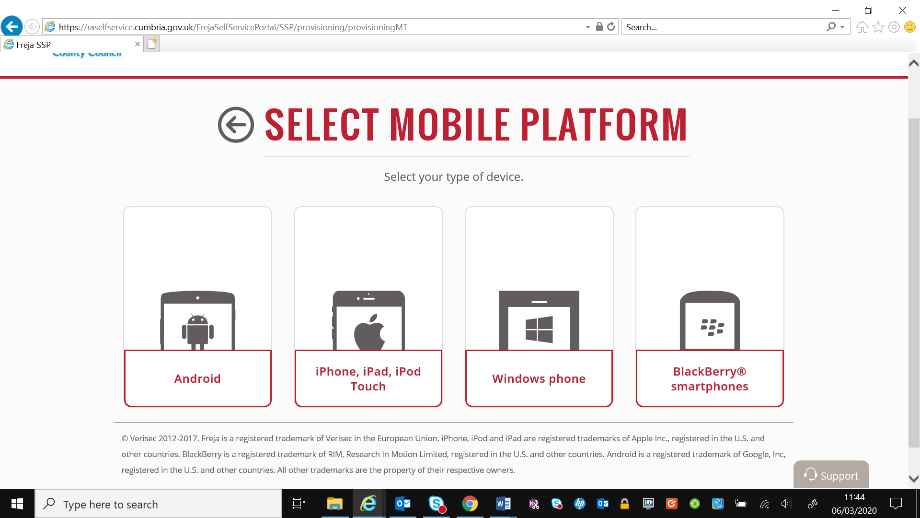 https://raselfservice.cumbria.gov.uk/FrejaSelfServicePortal/SSP/provisioning/provisioningMT
Search...
Freja SSP
County Council
SELECT MOBILE PLATFORM
Select your type of device.
Android
iPhone, iPad, iPod
Touch
Windows phone
BlackBerry®
smartphones
© Verisec 2012-2017. Freja is a registered trademark of Verisec in the European Union. iPhone, iPod and iPad are registered trademarks of Apple Inc., registered in the U.S. and
other countries. BlackBerry is a registered trademark of RIM, Research In Motion Limited, registered in the U.S. and other countries. Android is a registered trademark of Google, Inc,
registered in the U.S. and other countries. All other trademarks are the property of their respective owners.
Support
Type here to search
11:44
06/03/2020